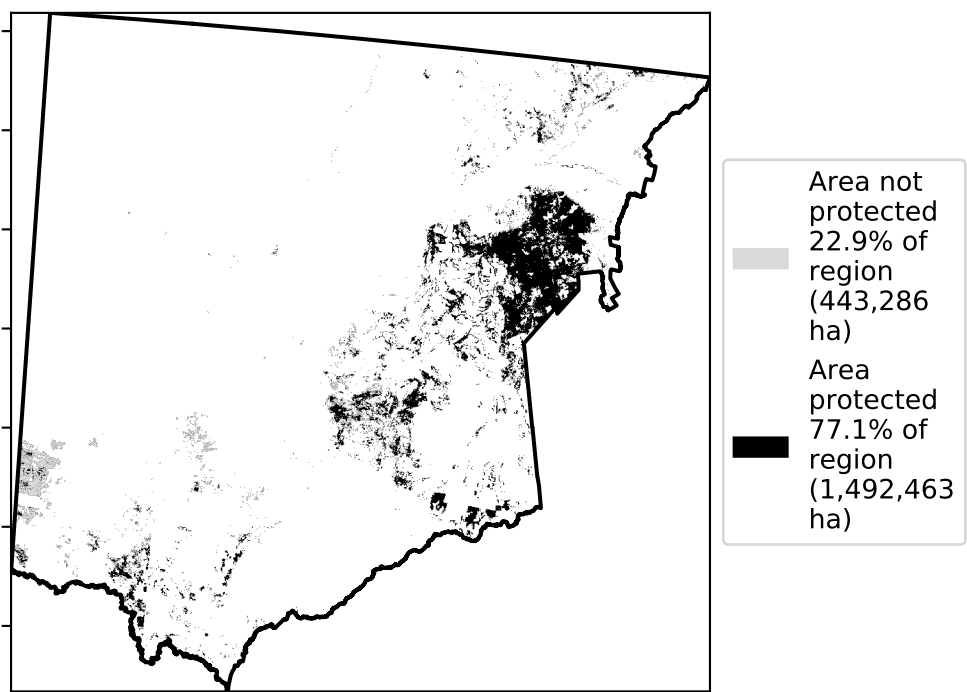 Area not
protected
22.9% of
region
(443,286
ha)
Area
protected
77.1% of
region
(1,492,463
ha)